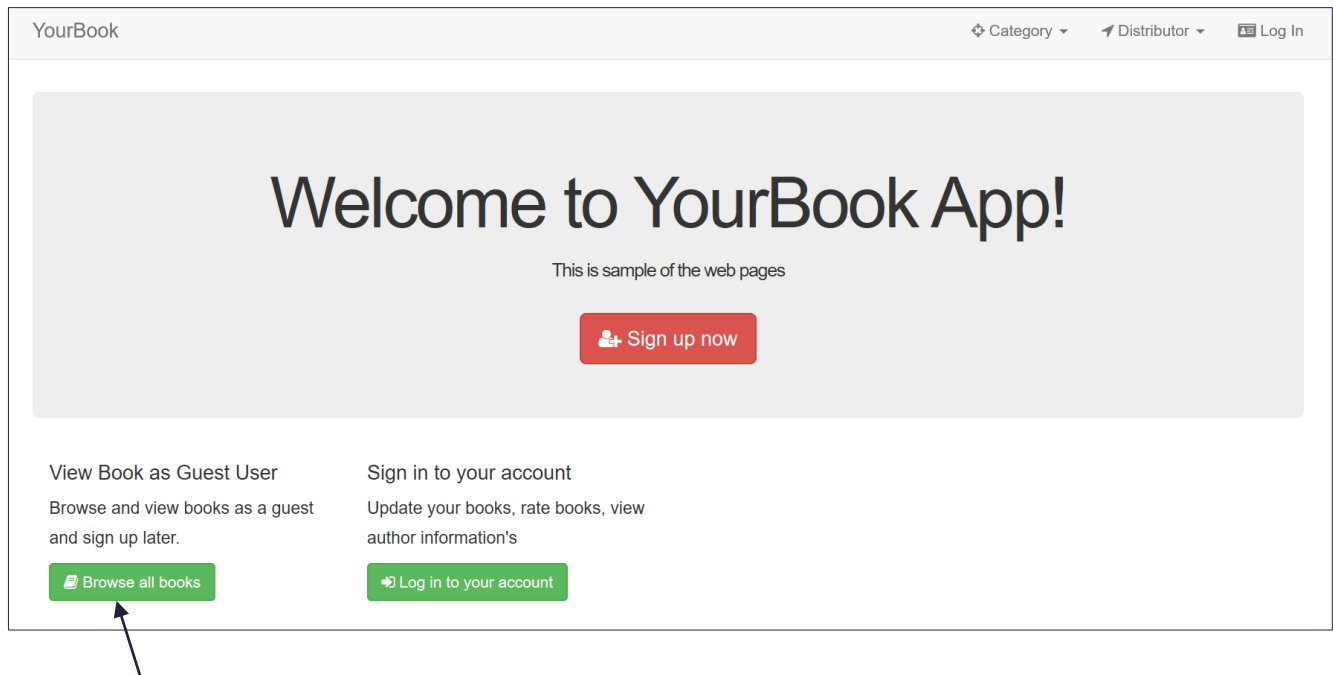 YourBook
Category
Distributor
Log In
Welcome to YourBook App!
This is sample of the web pages
Sign up now
View Book as Guest User
Browse and view books as a guest
and sign up later.
Browse all books
Sign in to your account
Update your books, rate books, view
author information's
Log in to your account